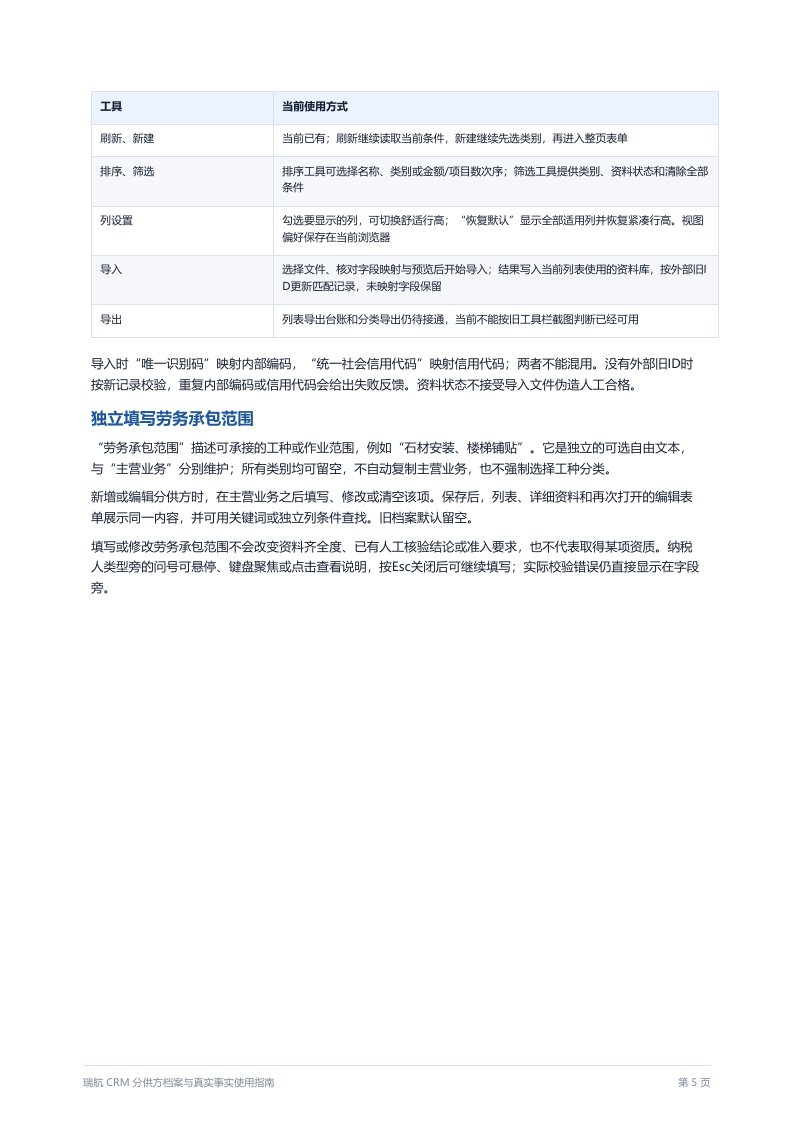 工具 当前使用方式
刷新、新建 当前已有；刷新继续读取当前条件，新建继续先选类别，再进入整页表单
排序、筛选 排序工具可选择名称、类别或金额/项目数次序；筛选工具提供类别、资料状态和清除全部
条件
列设置 勾选要显示的列，可切换舒适行高；“恢复默认”显示全部适用列并恢复紧凑行高。视图
偏好保存在当前浏览器
导入 选择文件、核对字段映射与预览后开始导入；结果写入当前列表使用的资料库，按外部旧I
D更新匹配记录，未映射字段保留
导出 列表导出台账和分类导出仍待接通，当前不能按旧工具栏截图判断已经可用
导入时“唯一识别码”映射内部编码，“统一社会信用代码”映射信用代码；两者不能混用。没有外部旧ID时
按新记录校验，重复内部编码或信用代码会给出失败反馈。资料状态不接受导入文件伪造人工合格。
独立填写劳务承包范围
“劳务承包范围”描述可承接的工种或作业范围，例如“石材安装、楼梯铺贴”。它是独立的可选自由文本，
与“主营业务”分别维护；所有类别均可留空，不自动复制主营业务，也不强制选择工种分类。
新增或编辑分供方时，在主营业务之后填写、修改或清空该项。保存后，列表、详细资料和再次打开的编辑表
单展示同一内容，并可用关键词或独立列条件查找。旧档案默认留空。
填写或修改劳务承包范围不会改变资料齐全度、已有人工核验结论或准入要求，也不代表取得某项资质。纳税
人类型旁的问号可悬停、键盘聚焦或点击查看说明，按Esc关闭后可继续填写；实际校验错误仍直接显示在字段
旁。
瑞航 CRM 分供方档案与真实事实使用指南 第 5 页